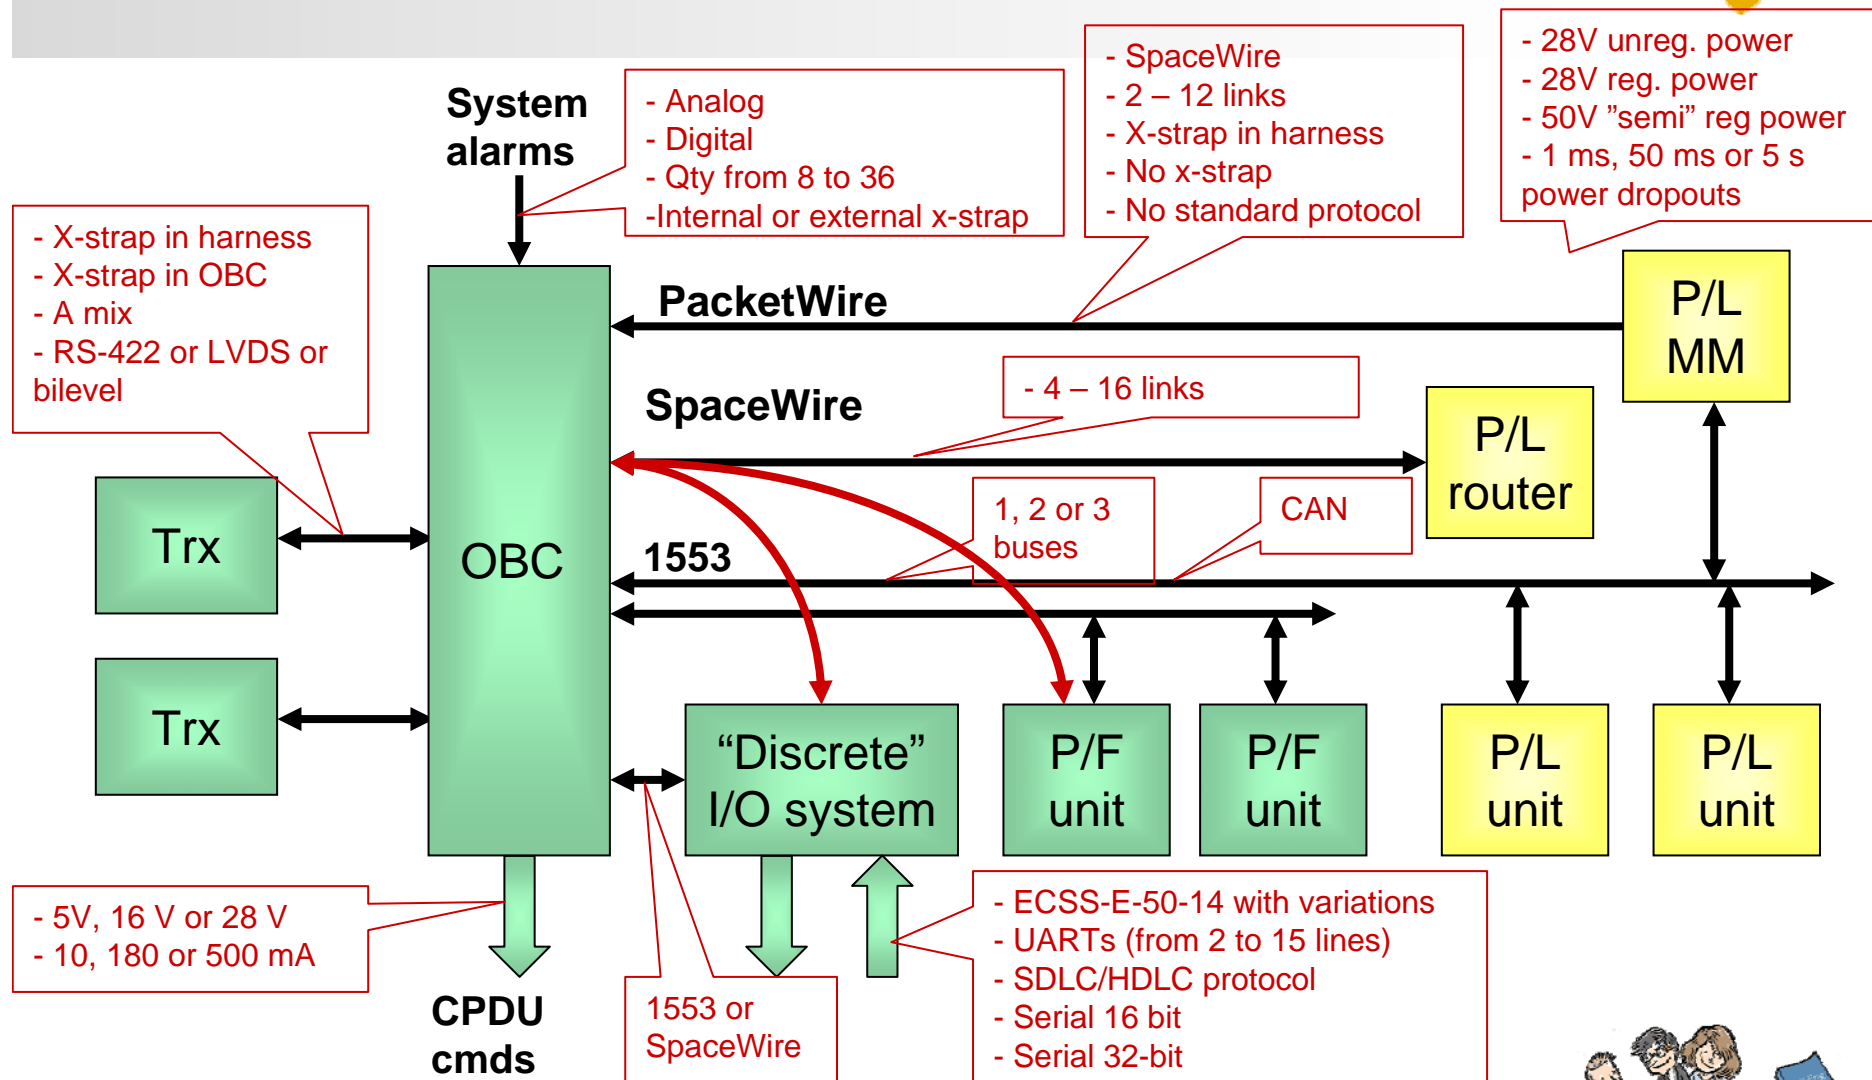 - 28V unreg. power
- 28V reg. power
- 50V ”semi” reg power
- 1 ms, 50 ms or 5 s
power dropouts
- SpaceWire
- 2 – 12 links
- X-strap in harness
- No x-strap
- No standard protocol
System
alarms
- Analog
- Digital
- Qty from 8 to 36
-Internal or external x-strap
- X-strap in harness
- X-strap in OBC
- A mix
- RS-422 or LVDS or
bilevel
PacketWire
P/L
MM
SpaceWire
- 4 – 16 links
P/L
router
1, 2 or 3
buses
CAN
1553
OBC
Trx
Trx
“Discrete”
I/O system
P/F
unit
P/F
unit
P/L
unit
P/L
unit
- 5V, 16 V or 28 V
- 10, 180 or 500 mA
CPDU
cmds
1553 or
SpaceWire
- ECSS-E-50-14 with variations
- UARTs (from 2 to 15 lines)
- SDLC/HDLC protocol
- Serial 16 bit
- Serial 32-bit